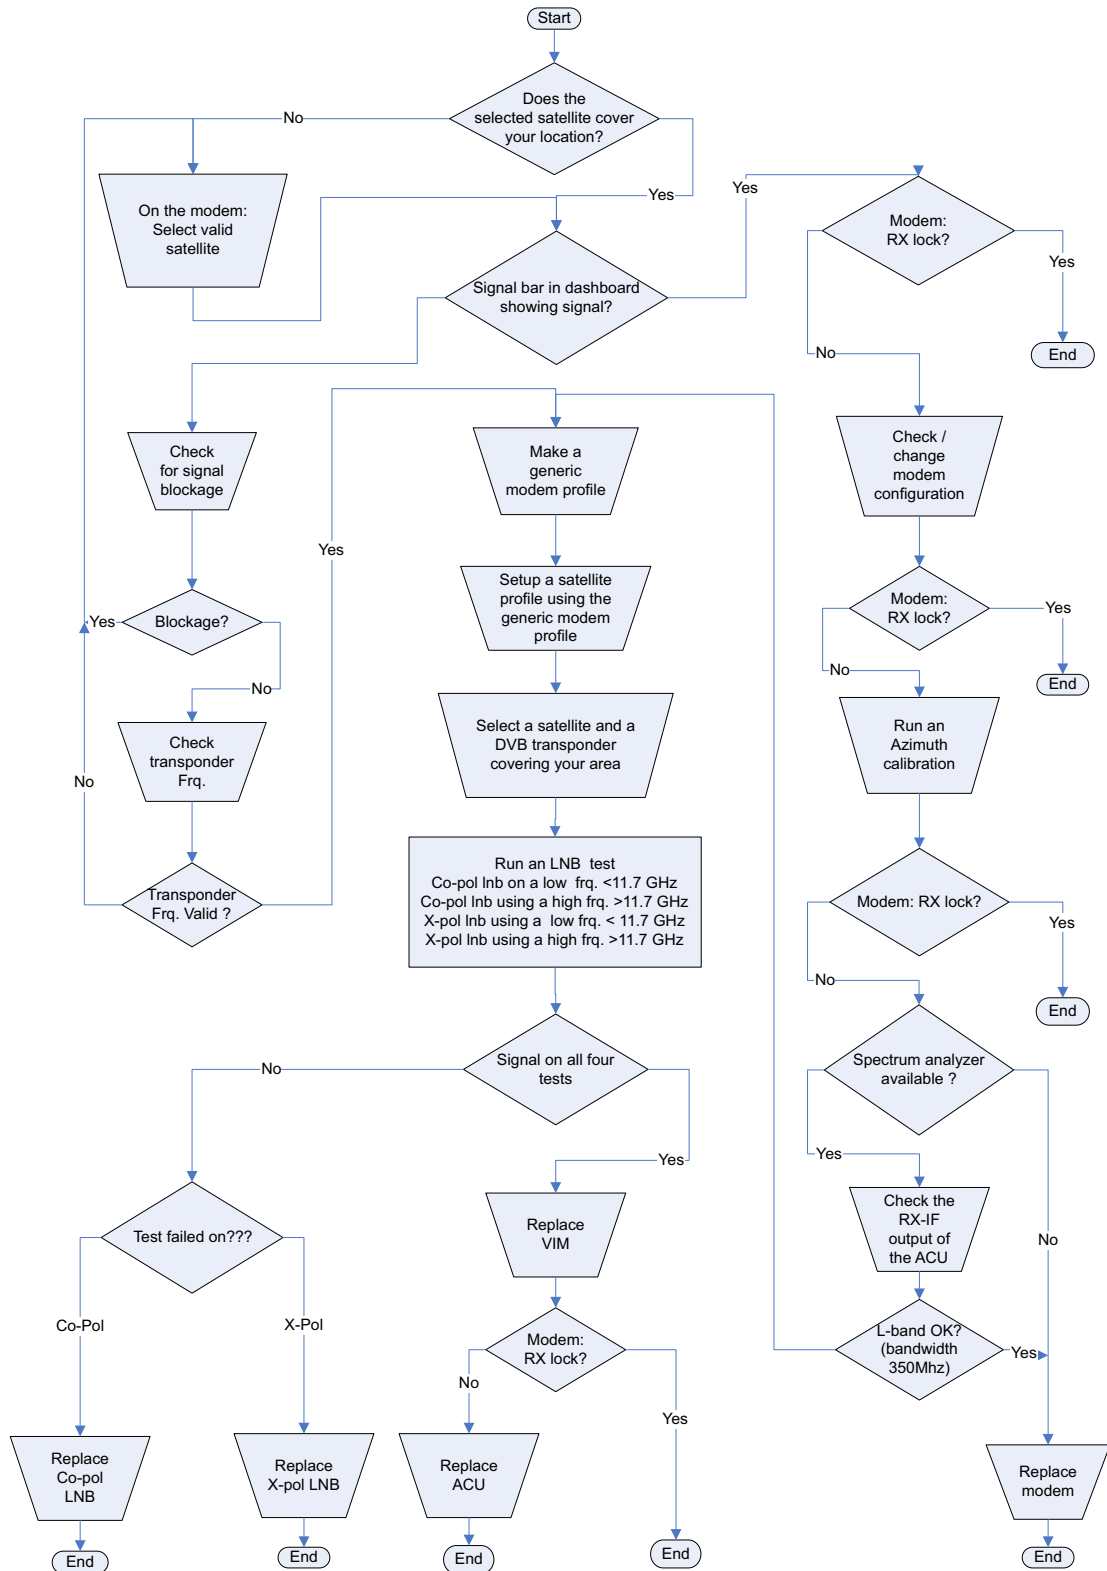 Start
Does the
selected satellite cover
your location?
No
Yes
On the modem:
Select valid
satellite
Signal bar in dashboard
showing signal?
Yes
Modem:
RX lock?
Yes
End
No
Check
for signal
blockage
Make a
generic
modem profile
Check /
change
modem
configuration
Yes
Setup a satellite
profile using the
generic modem
profile
Modem:
RX lock?
Yes
Yes
Blockage?
No
End
No
Check
transponder
Frq.
Select a satellite and a
DVB transponder
covering your area
Run an
Azimuth
calibration
No
Transponder
Frq. Valid ?
Run an LNB test
Co-pol lnb on a low frq. <11.7 GHz
Co-pol lnb using a high frq. >11.7 GHz
X-pol lnb using a low frq. < 11.7 GHz
X-pol lnb using a high frq. >11.7 GHz
Modem: RX lock?
Yes
No
End
Signal on all four
tests
No
Yes
Spectrum analyzer
available ?
Yes
No
Test failed on???
Replace
VIM
Check the
RX-IF
output of
the ACU
Co-Pol
X-Pol
Modem:
RX lock?
L-band OK?
(bandwidth
350Mhz)
Yes
No
Yes
Replace
Co-pol
LNB
Replace
X-pol LNB
Replace
ACU
Replace
modem
End
End
End
End
End